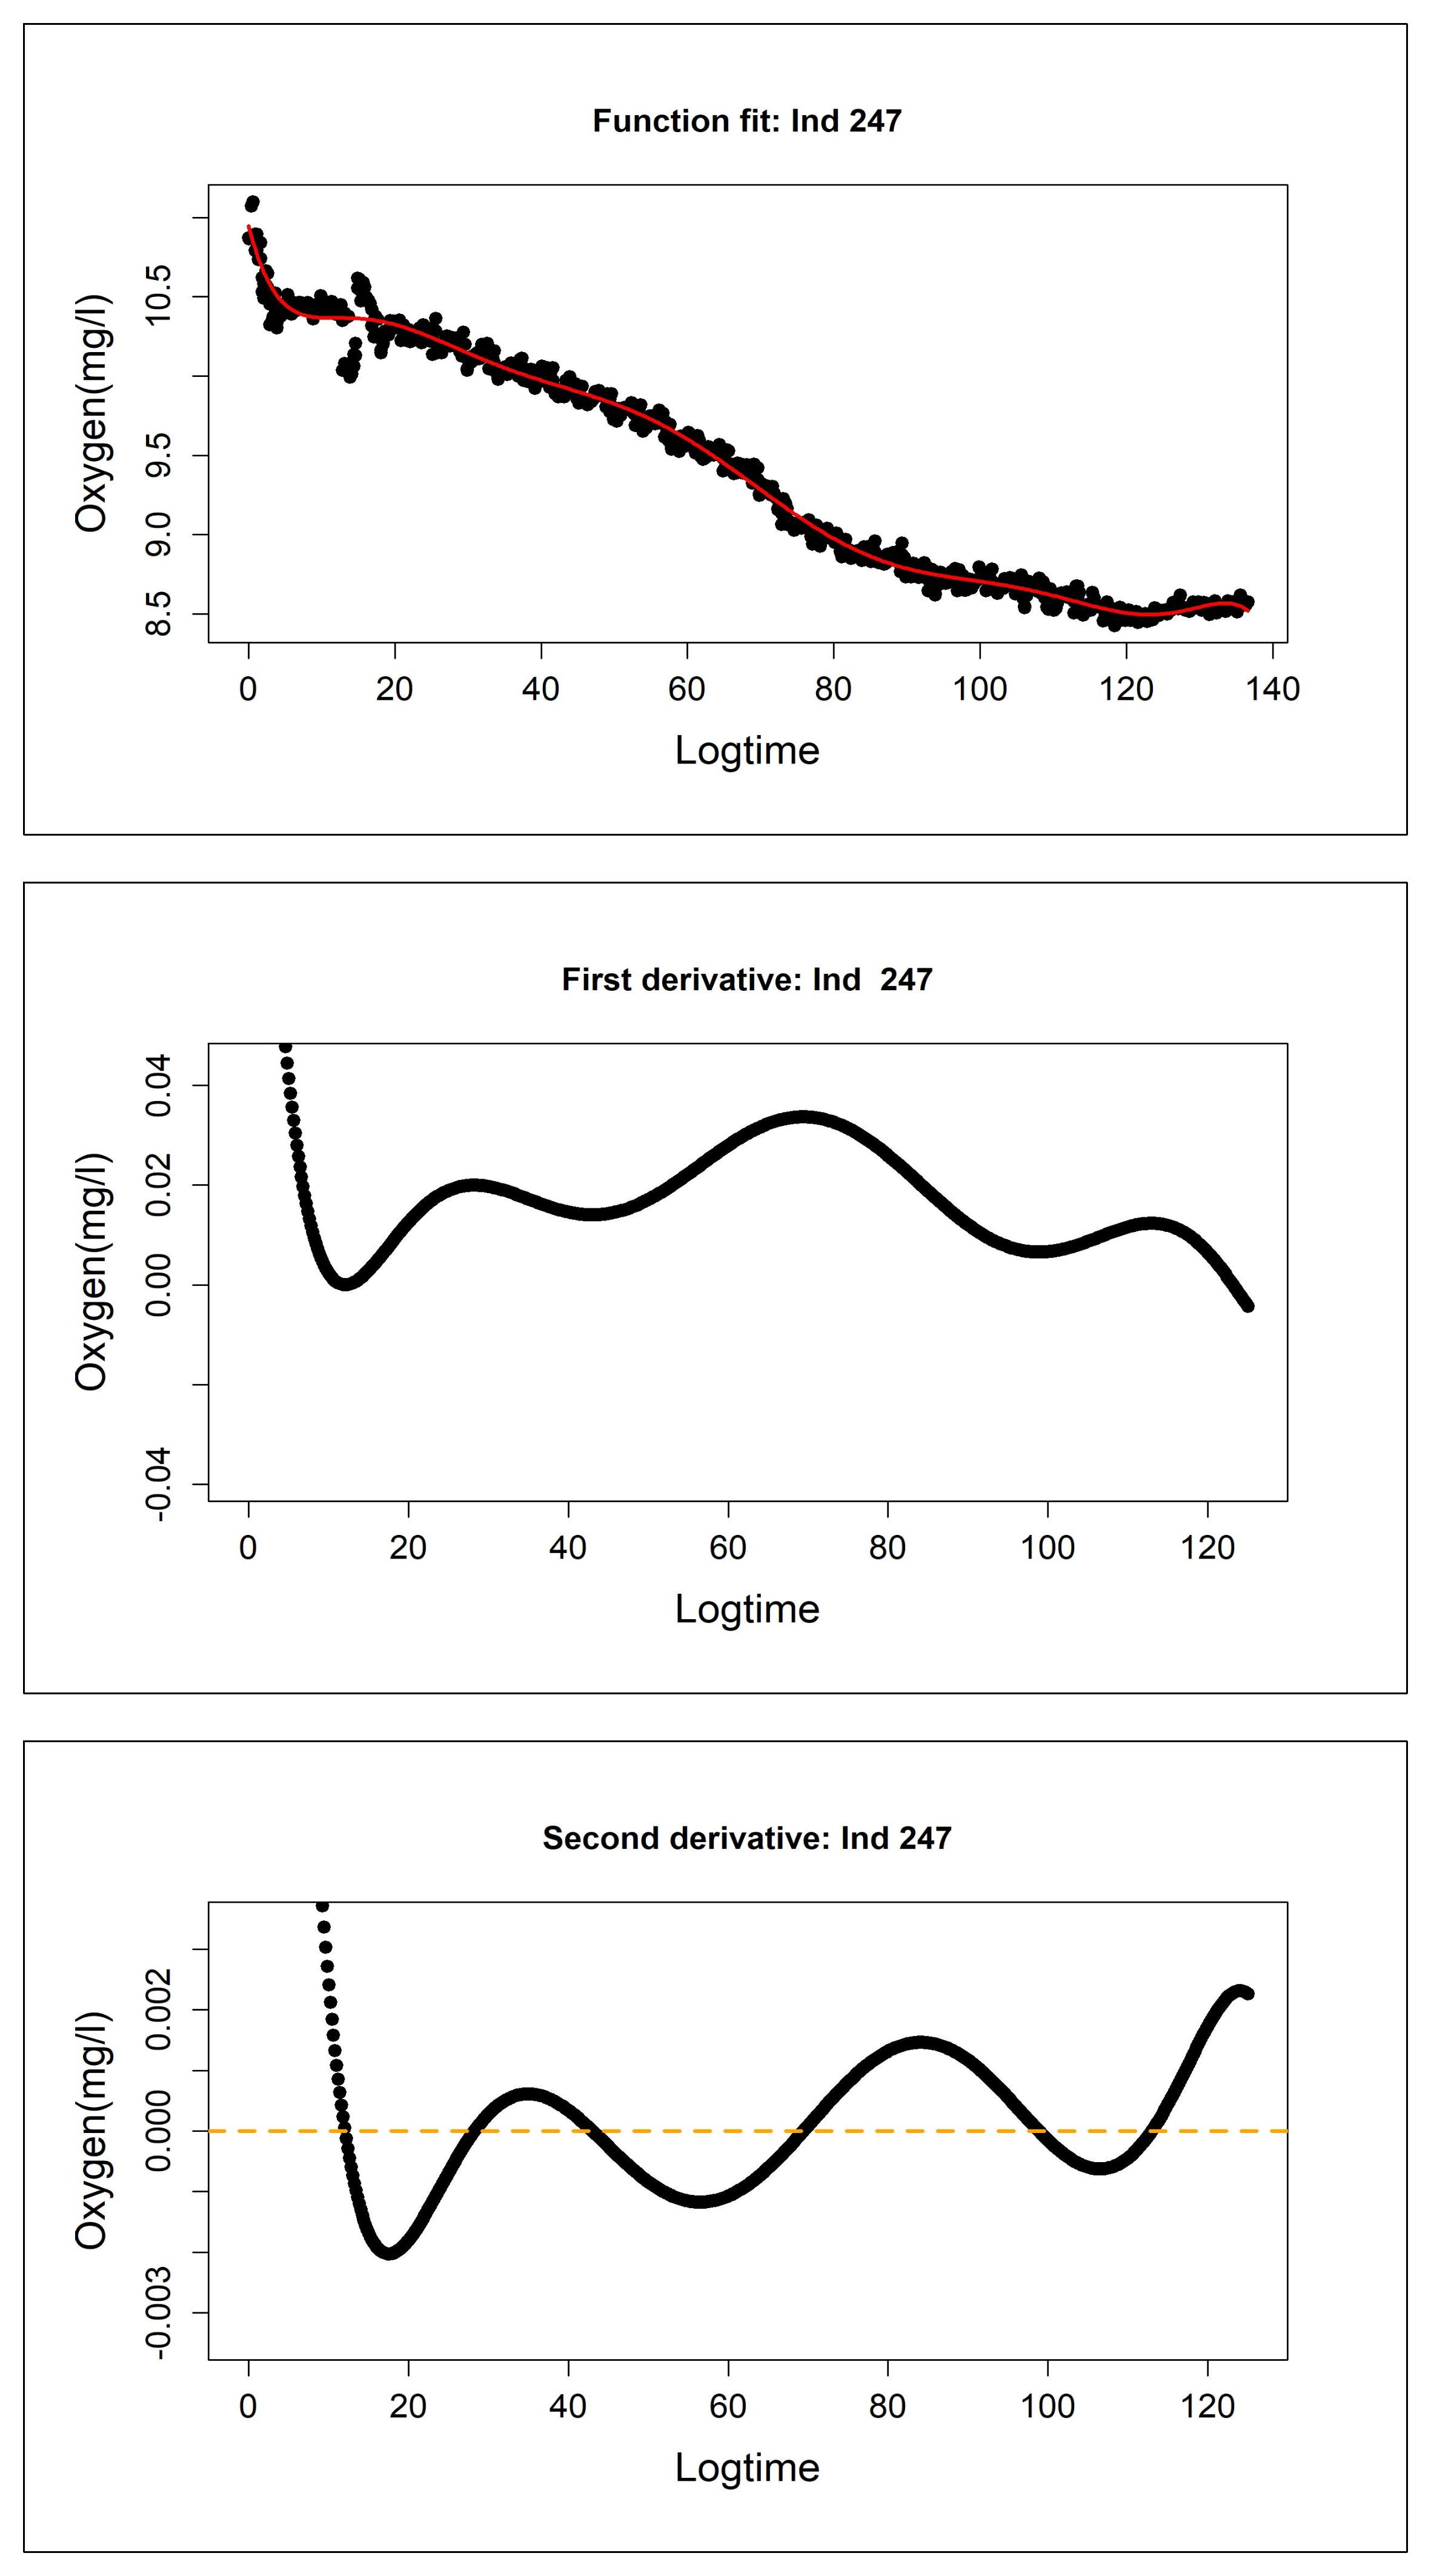 Function fit: Ind 247
Oxygen(mg/l)
10.5
9.5
9.0
8.5
0 20 40 60 80 100 120 140
Logtime
First derivative: Ind  247
Oxygen(mg/l)
0.04
0.02
0.00
-0.04
0 20 40 60 80 100 120
Logtime
Second derivative: Ind 247
Oxygen(mg/l)
0.002
0.000
-0.003
0 20 40 60 80 100 120
Logtime